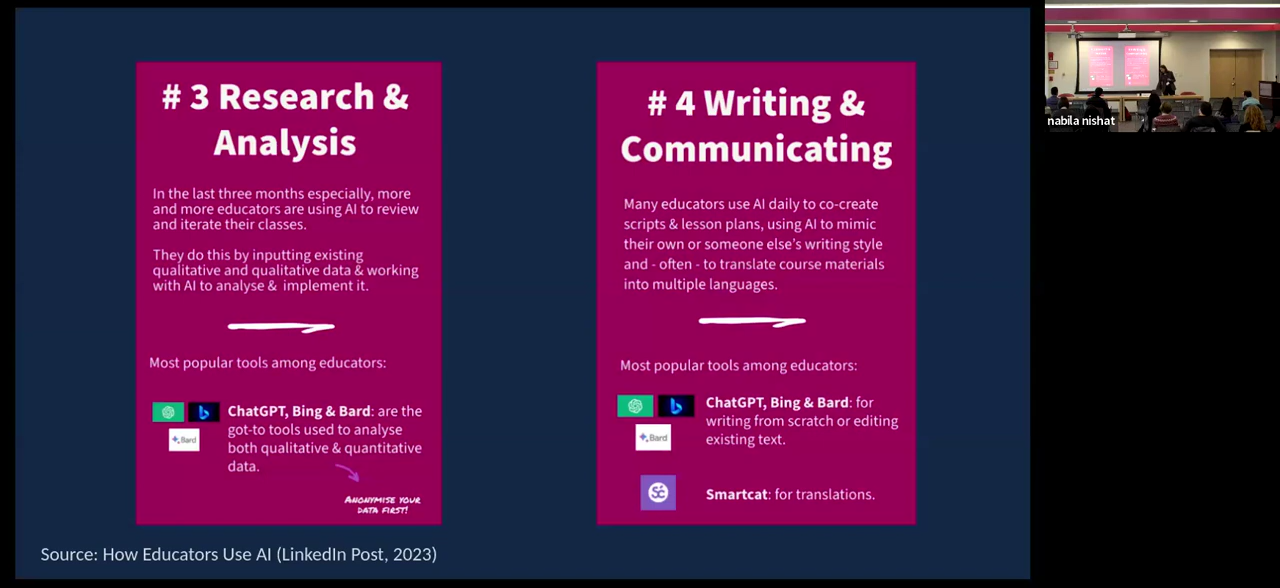 # 3 Research &
Analysis
In the last three months especially, more
and more educators are using AI to review
and iterate their classes.
They do this by inputting existing
qualitative and qualitative data & working
with AI to analyse &  implement it.
Most popular tools among educators:
Bard
ChatGPT, Bing & Bard: are the
got-to tools used to analyse
both qualitative & quantitative
data.
ANONYMISE YOUR
DATA FIRST!
# 4 Writing &
Communicating
Many educators use AI daily to co-create
scripts & lesson plans, using AI to mimic
their own or someone else's writing style
and - often - to translate course materials
into multiple languages.
Most popular tools among educators:
Bard
ChatGPT, Bing & Bard: for
writing from scratch or editing
existing text.
Smartcat: for translations.
Source: How Educators Use AI (LinkedIn Post, 2023)
nabila nishat